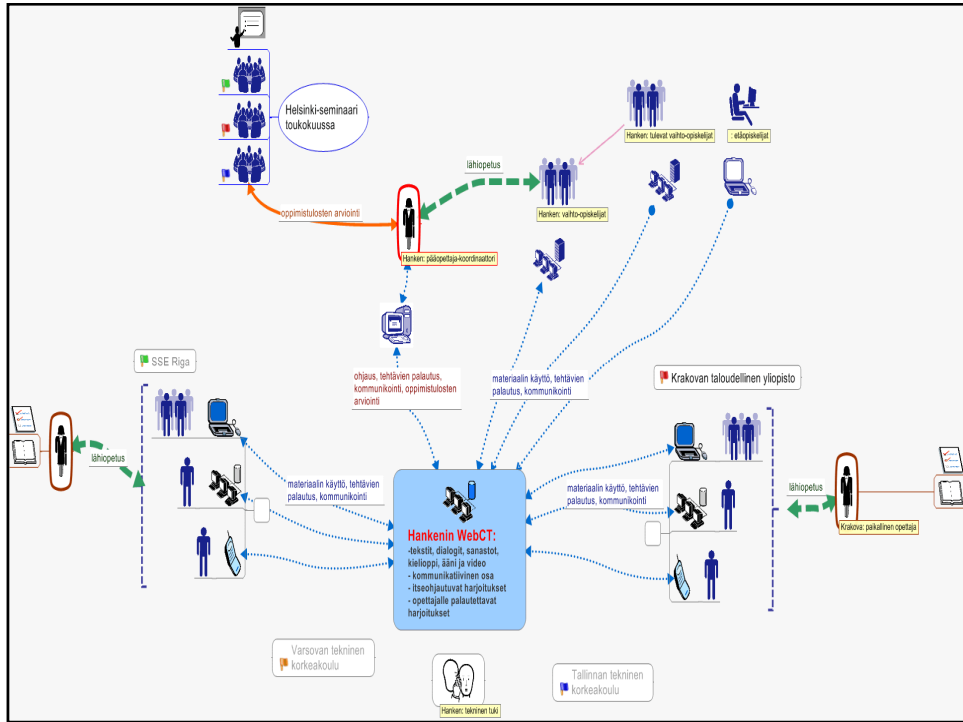 Helsinki-seminaari
toukokuussa
Hanken: tulevat vaihto-opiskelijat
: etäopiskelijat
lähiopetus
oppimistulosten arviointi
Hanken: vaihto-opiskelijat
Hanken: pääopettaja-koordinaattori
SSE Riga
ohjaus, tehtävien palautus,
kommunikointi, oppimistulosten
arviointi
materiaalin käyttö, tehtävien
palautus, kommunikointi
Krakovan taloudellinen yliopisto
lähiopetus
materiaalin käyttö, tehtävien
palautus, kommunikointi
materiaalin käyttö, tehtävien
palautus, kommunikointi
lähiopetus
Krakova: paikallinen opettaja
Hankenin WebCT:
-tekstit, dialogit, sanastot,
kielioppi, ääni ja video
- kommunikatiivinen osa
- itseohjautuvat harjoitukset
- opettajalle palautettavat
harjoitukset
Varsovan tekninen
korkeakoulu
Tallinnan tekninen
korkeakoulu
Hanken: tekninen tuki